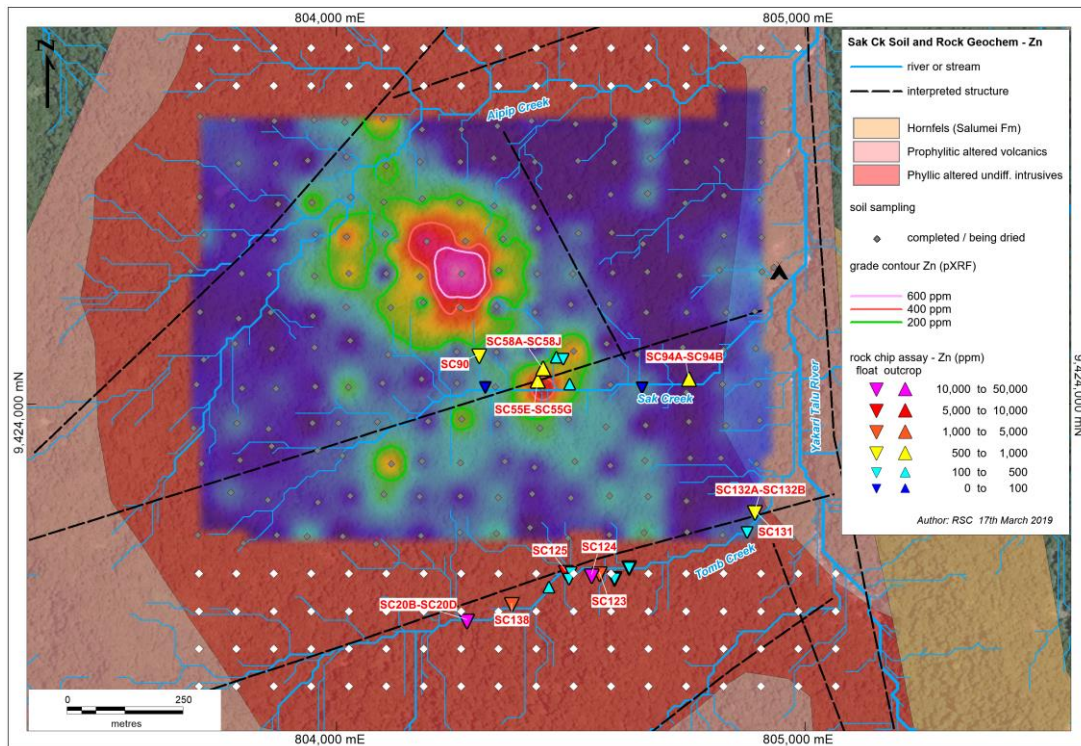 804,000 mE
805,000 mE
N
9,424,000 mN
9,424,000 mN
Alpip Creek
Sak Creek
Tomb Creek
Yakari Talu River
SC58A-SC58J
SC90
SC94A-SC94B
SC55E-SC55G
SC132A-SC132B
SC131
SC125
SC124
SC123
SC20B-SC20D
SC138
0
250
metres
804,000 mE
805,000 mE
Sak Ck Soil and Rock Geochem - Zn
river or stream
interpreted structure
Hornfels (Salumei Fm)
Prophylitic altered volcanics
Phyllic altered undiff. intrusives
soil sampling
completed / being dried
grade contour Zn (pXRF)
600 ppm
400 ppm
200 ppm
rock chip assay - Zn (ppm)
float outcrop
10,000 to 50,000
5,000 to 10,000
1,000 to 5,000
500 to 1,000
100 to 500
0 to 100
Author: RSC 17th March 2019